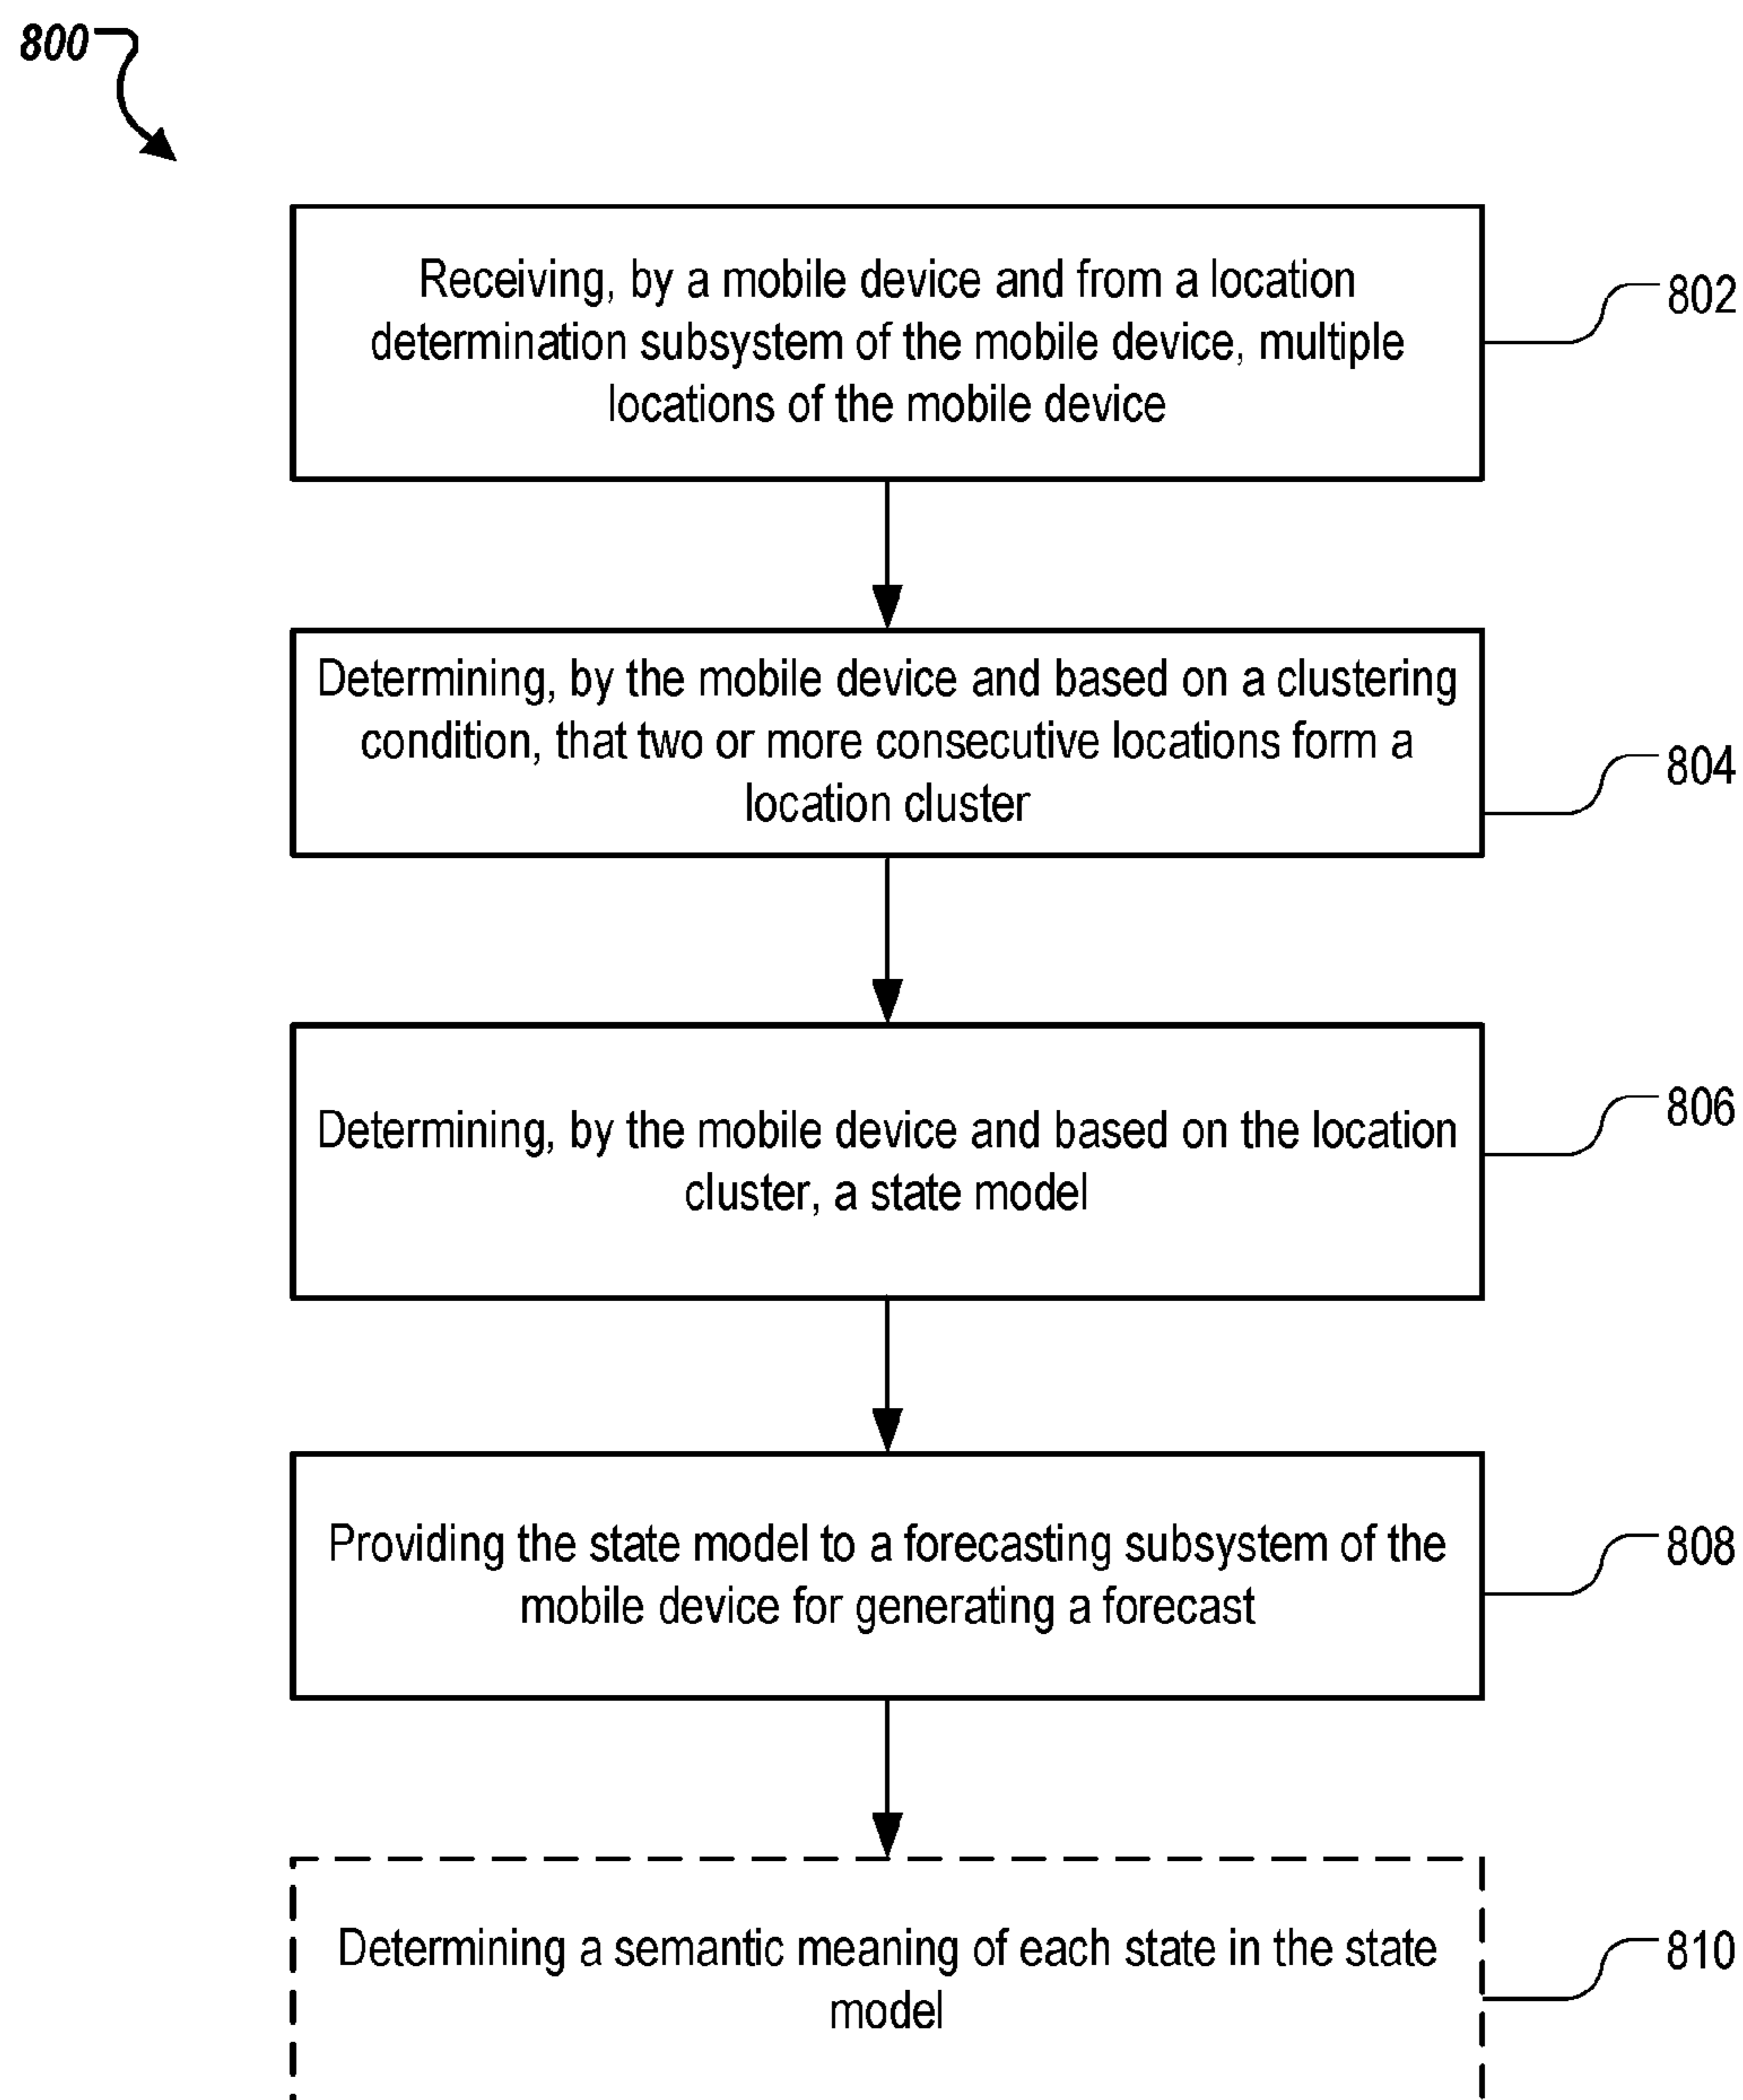 800
Receiving, by a mobile device and from a location
determination subsystem of the mobile device, multiple
locations of the mobile device
802
Determining, by the mobile device and based on a clustering
condition, that two or more consecutive locations form a
location cluster
804
Determining, by the mobile device and based on the location
cluster, a state model
806
Providing the state model to a forecasting subsystem of the
mobile device for generating a forecast
808
Determining a semantic meaning of each state in the state
model
810